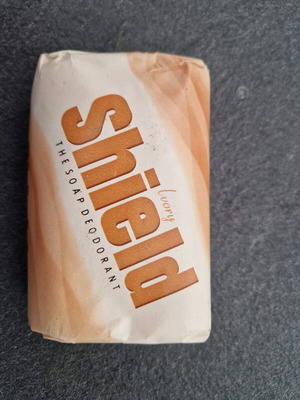 Ivory
Shield
THE SOAP DEODORANT